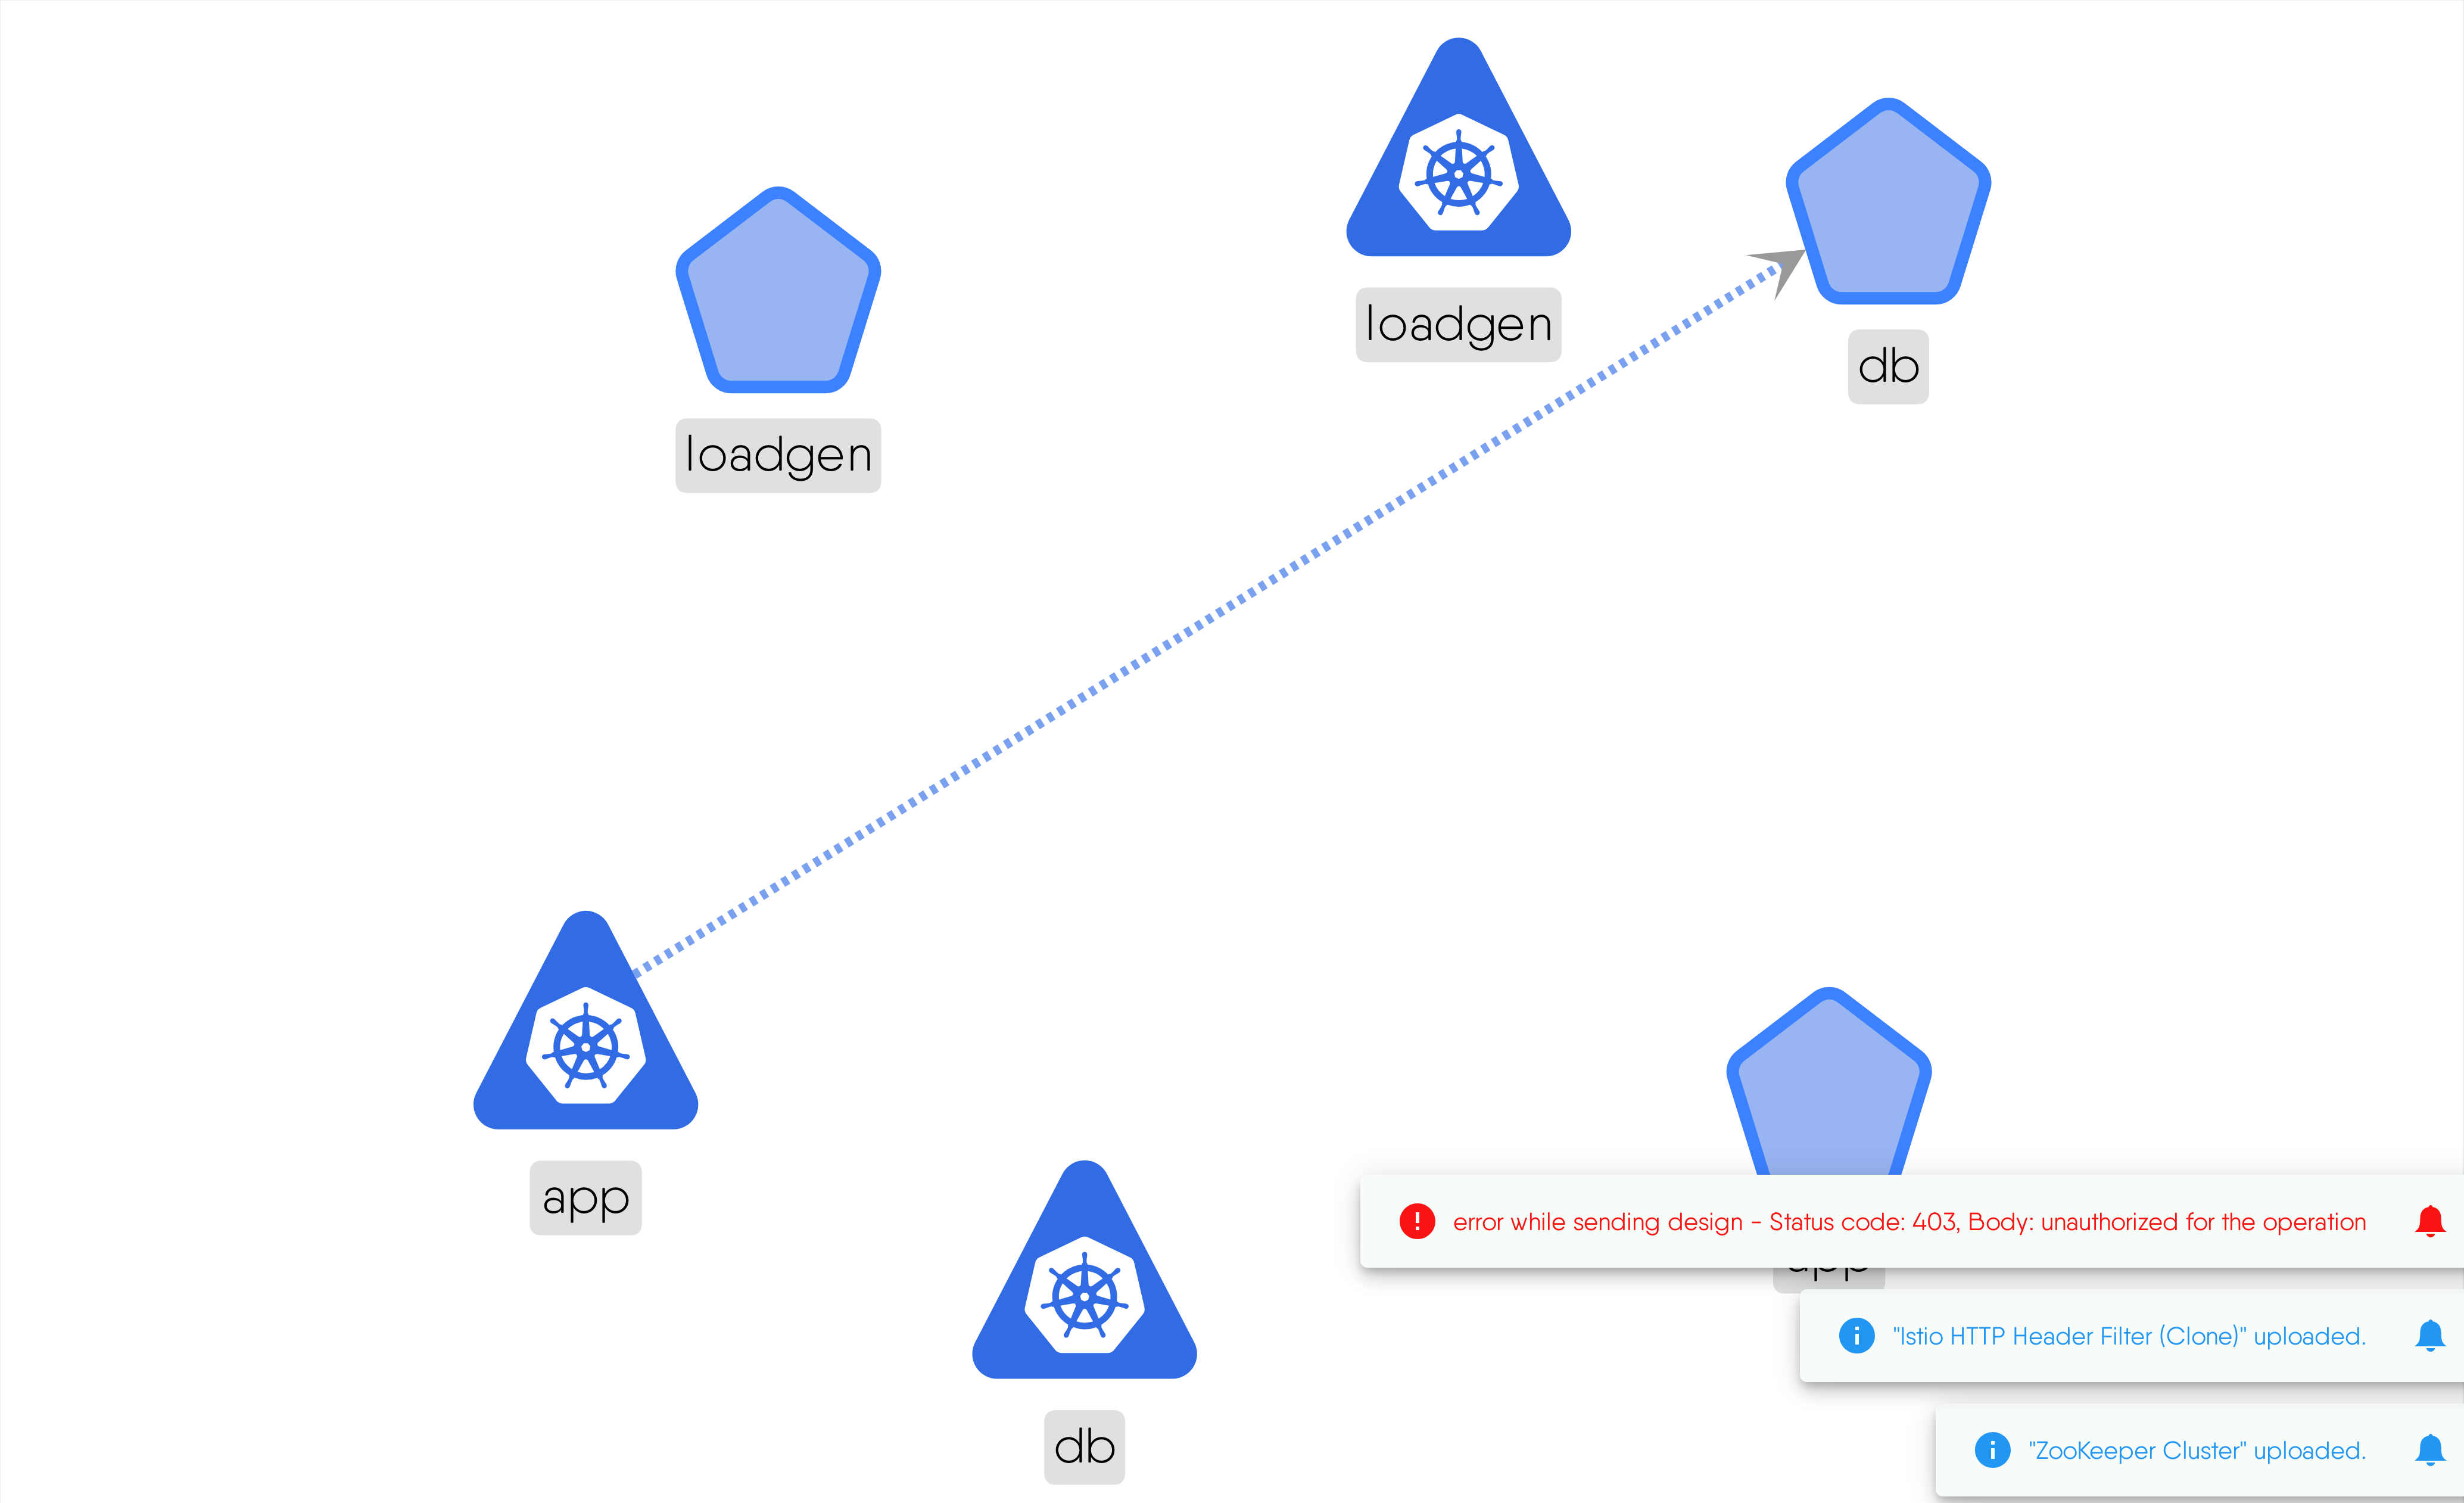 loadgen
db
loadgen
app
error while sending design - Status code: 403, Body: unauthorized for the operation
app
"Istio HTTP Header Filter (Clone)" uploaded.
db
"ZooKeeper Cluster" uploaded.